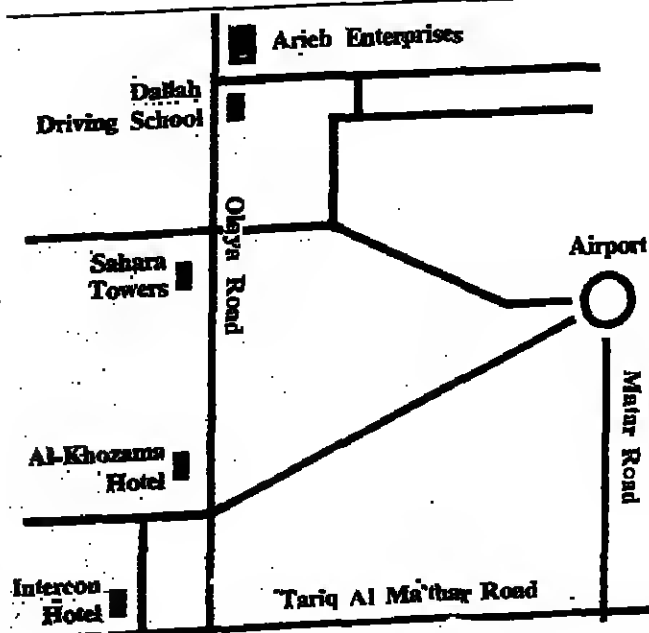 Arieb Enterprises
Dallah
Driving School
Olaya Road
Sahara
Towers
Airport
Matar Road
Al-Khozama
Hotel
Intercon
Hotel
Tariq Al Ma'thar Road